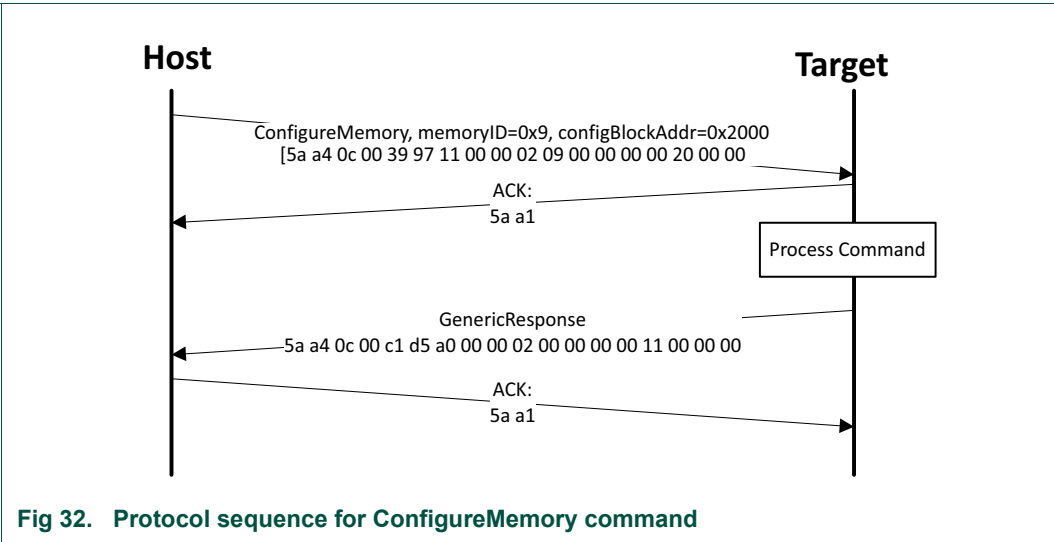 Host
Target
ConfigureMemory, memoryID=0x9, configBlockAddr=0x2000
[5a a4 0c 00 39 97 11 00 00 02 09 00 00 00 00 20 00 00
ACK:
5a a1
Process Command
GenericResponse
5a a4 0c 00 c1 d5 a0 00 00 02 00 00 00 00 11 00 00 00
ACK:
5a a1
Fig 32. Protocol sequence for ConfigureMemory command